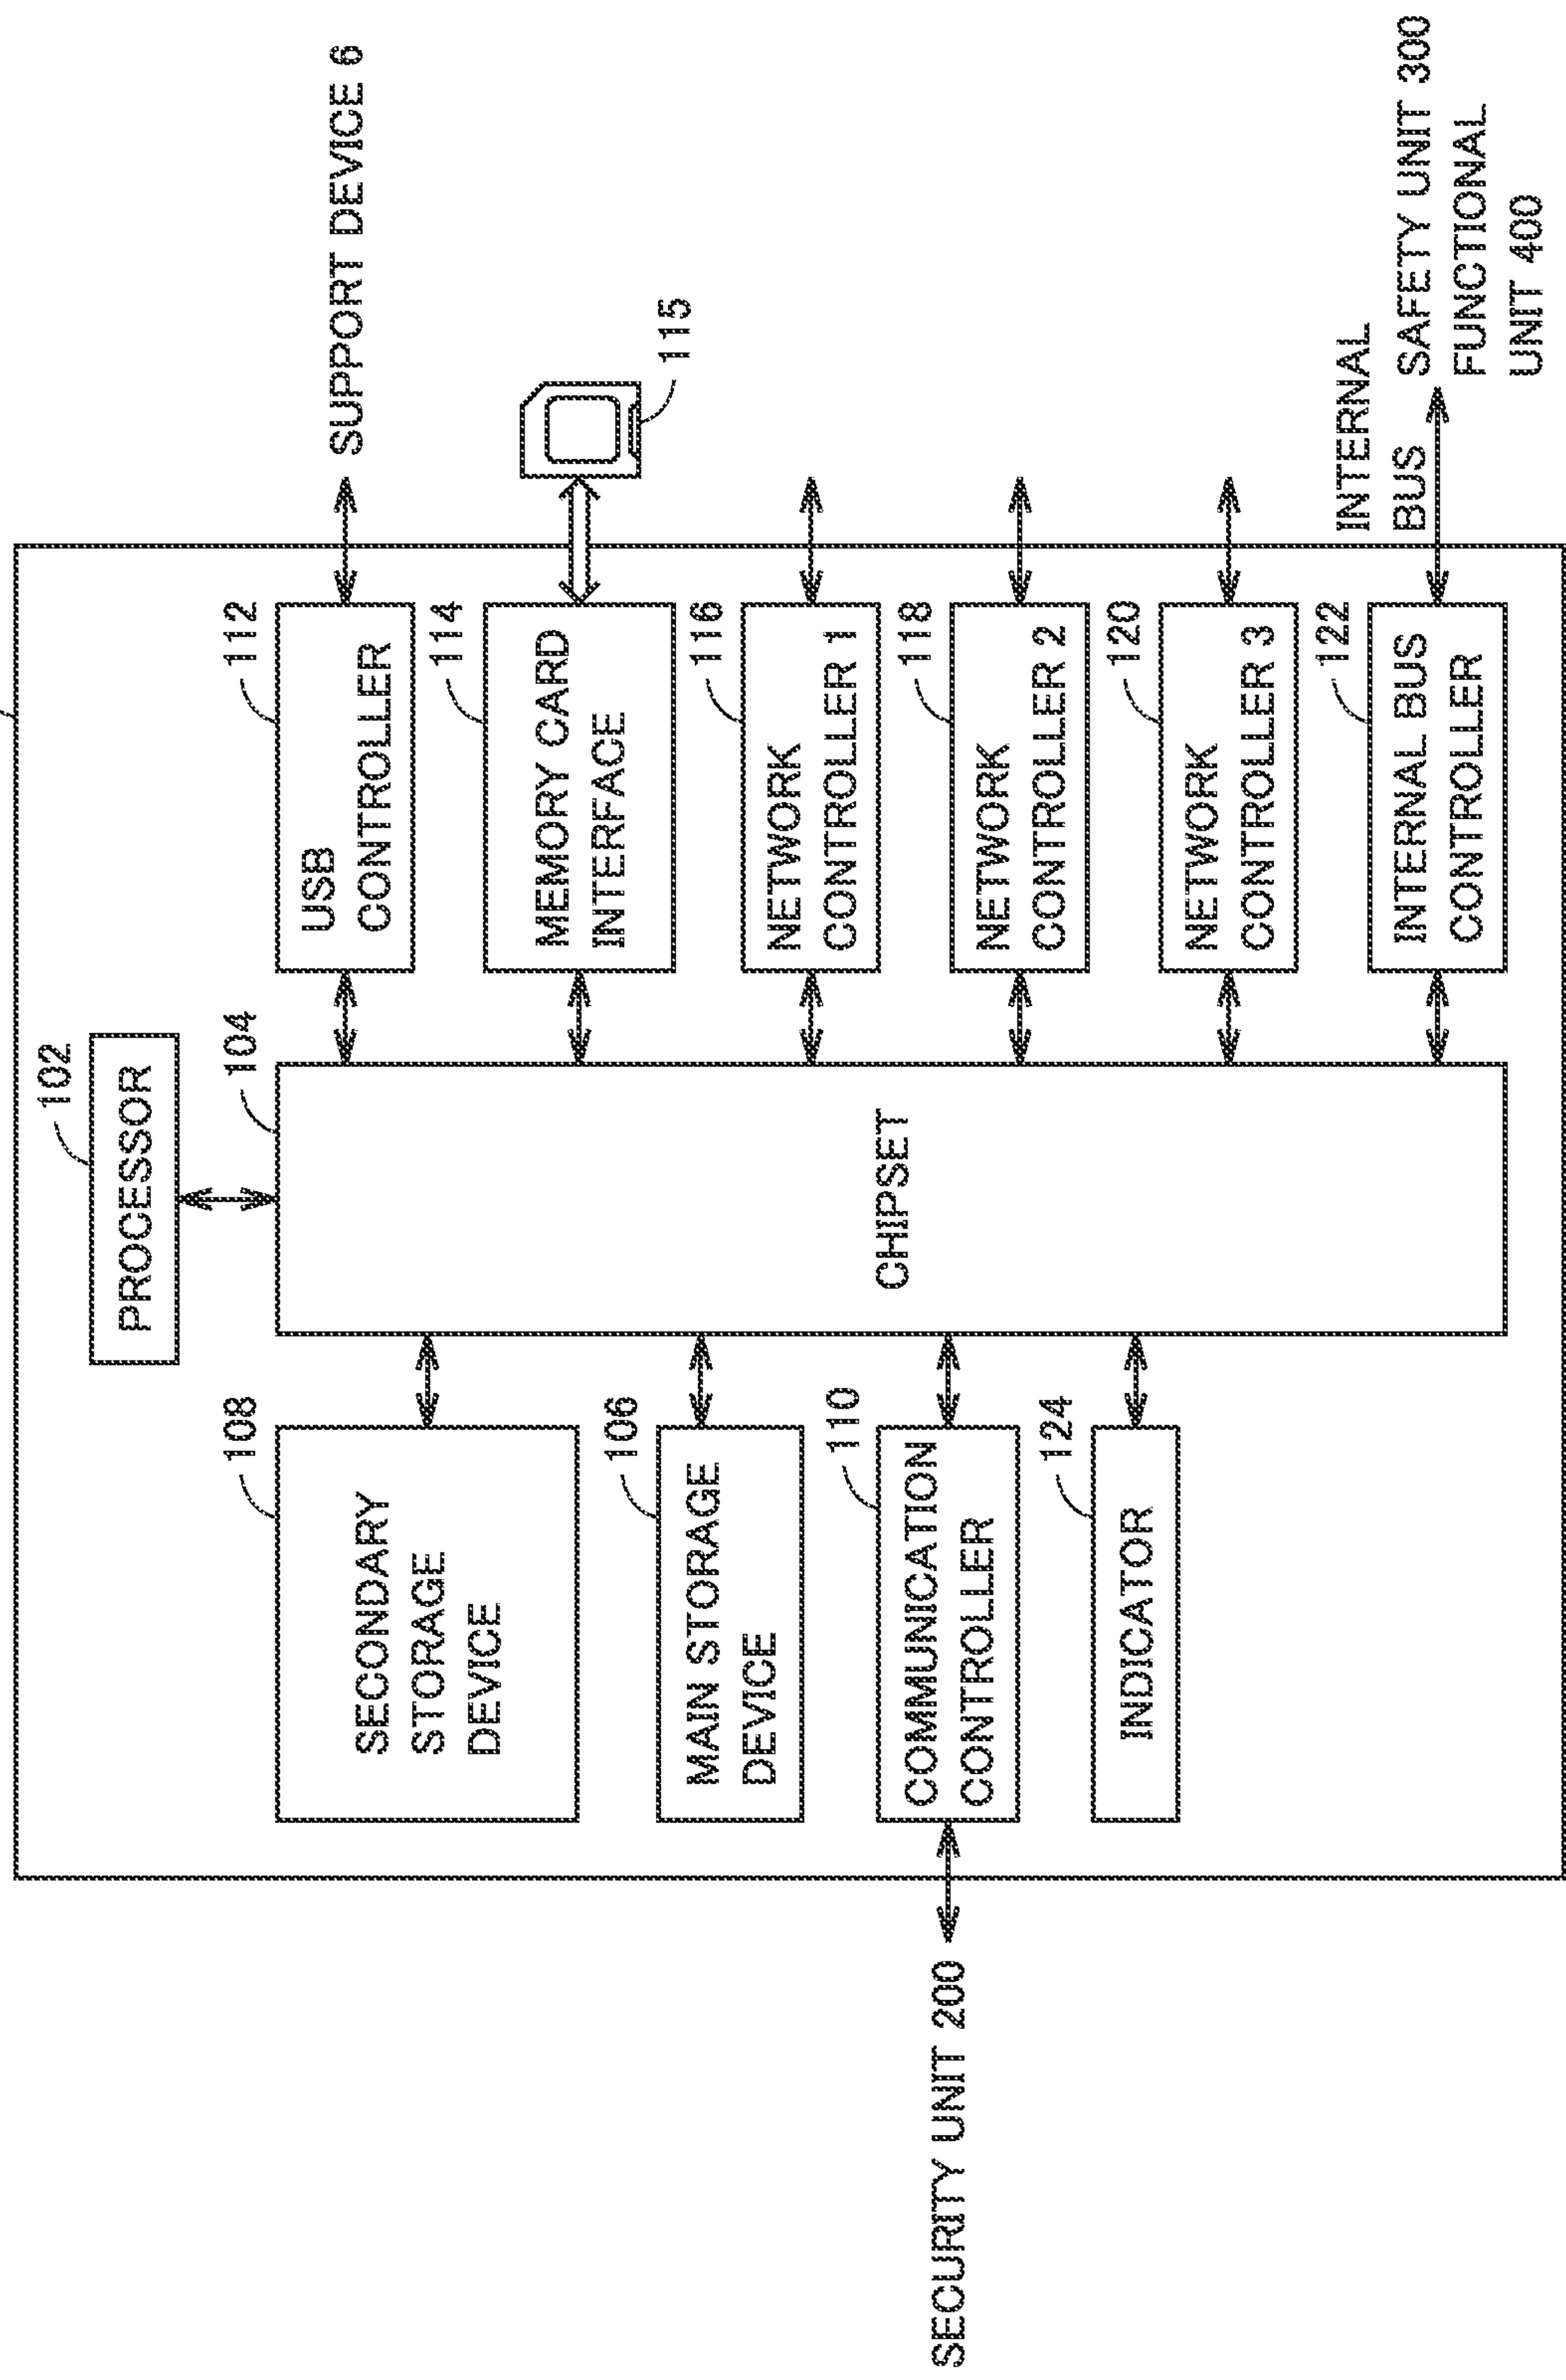 102
PROCESSOR
108
SECONDARY
STORAGE
DEVICE
106
MAIN STORAGE
DEVICE
110
COMMUNICATION
CONTROLLER
124
INDICATOR
SECURITY UNIT 200
104
CHIPSET
112
USB
CONTROLLER
SUPPORT DEVICE 6
114
MEMORY CARD
INTERFACE
115
116
NETWORK
CONTROLLER 1
118
NETWORK
CONTROLLER 2
120
NETWORK
CONTROLLER 3
122
INTERNAL BUS
CONTROLLER
INTERNAL
BUS
SAFETY UNIT 300
FUNCTIONAL
UNIT 400